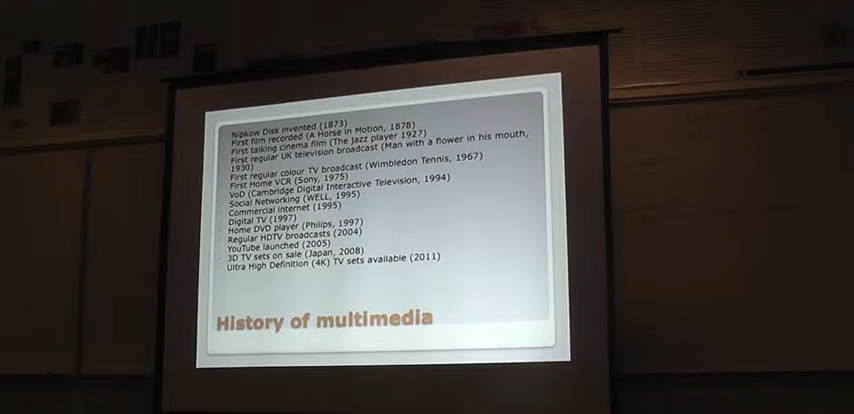 Nipkow Disk invented (1873)
First film recorded (A Horse in Motion, 1878)
First talking cinema film (The Jazz player 1927)
First regular UK television broadcast (Man with a flower in his mouth,
1930)
First regular colour TV broadcast (Wimbledon Tennis, 1967)
First Home VCR (Sony, 1975)
VoD (Cambridge Digital Interactive Television, 1994)
Social Networking (WELL, 1995)
Commercial internet (1995)
Digital TV (1997)
Home DVD player (Philips, 1997)
Regular HDTV broadcasts (2004)
YouTube launched (2005)
3D TV sets on sale (Japan, 2008)
Ultra High Definition (4K) TV sets available (2011)
History of multimedia